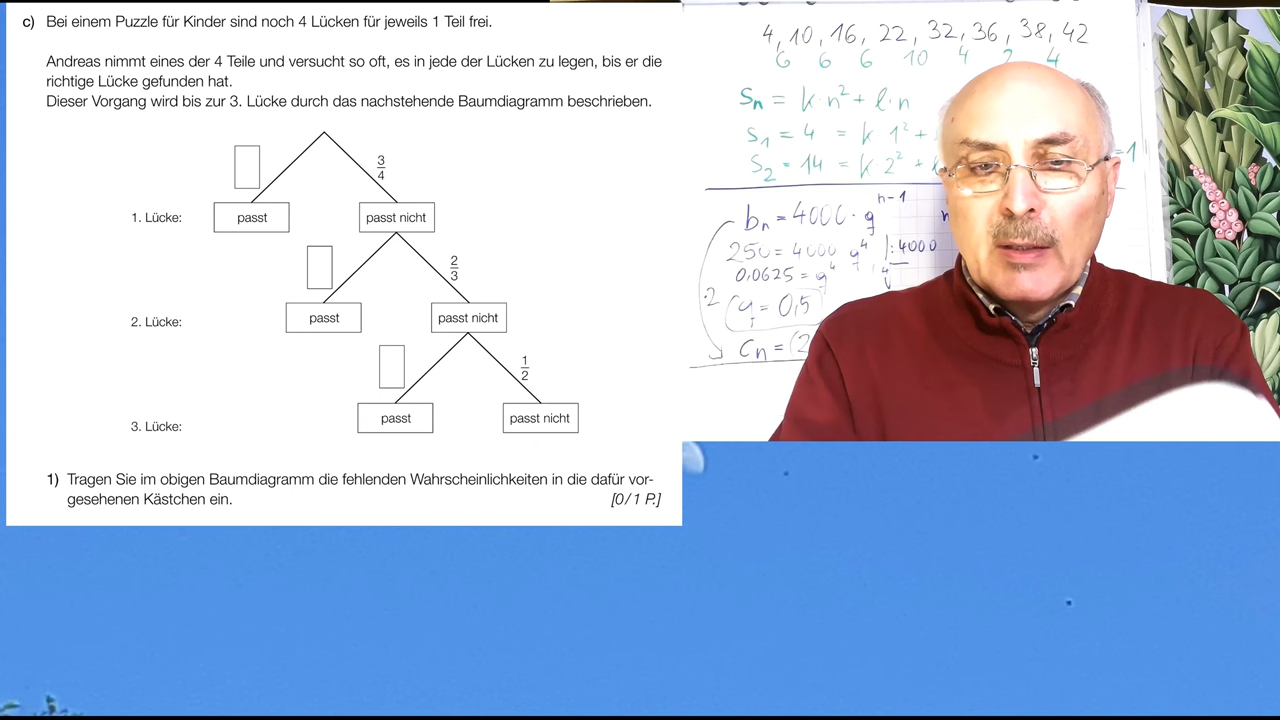 c) Bei einem Puzzle für Kinder sind noch 4 Lücken für jeweils 1 Teil frei.
Andreas nimmt eines der 4 Teile und versucht so oft, es in jede der Lücken zu legen, bis er die
richtige Lücke gefunden hat.
Dieser Vorgang wird bis zur 3. Lücke durch das nachstehende Baumdiagramm beschrieben.
3/4
1. Lücke: passt passt nicht
2/3
2. Lücke: passt passt nicht
1/2
3. Lücke: passt passt nicht
1) Tragen Sie im obigen Baumdiagramm die fehlenden Wahrscheinlichkeiten in die dafür vor-
gesehenen Kästchen ein. [0/1 P.]
4, 10, 16, 22, 32, 36, 38, 42
6 6 6 10 4 2 4
Sn = k·n² + l·n
S1 = 4 = k·1² +
S2 = 14 = k·2² +
=1
bn = 4000·q^(n-1)
250 = 4000 q⁴ |:4000
0,0625 = q⁴
·2
q = 0,5
cn = (2